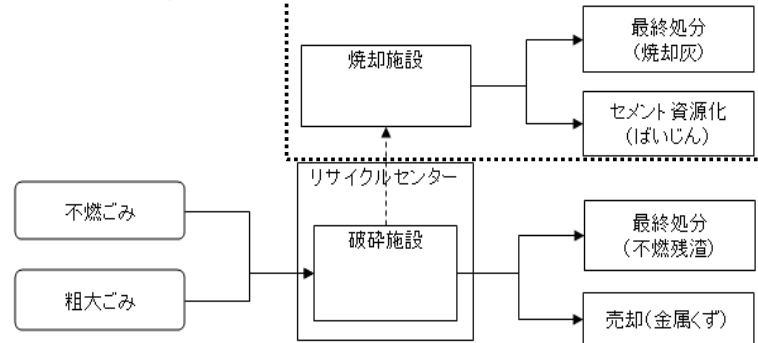 焼却施設
最終処分
(焼却灰)
セメント資源化
(ばいじん)
リサイクルセンター
不燃ごみ
破砕施設
最終処分
(不燃残渣)
粗大ごみ
売却(金属くず)